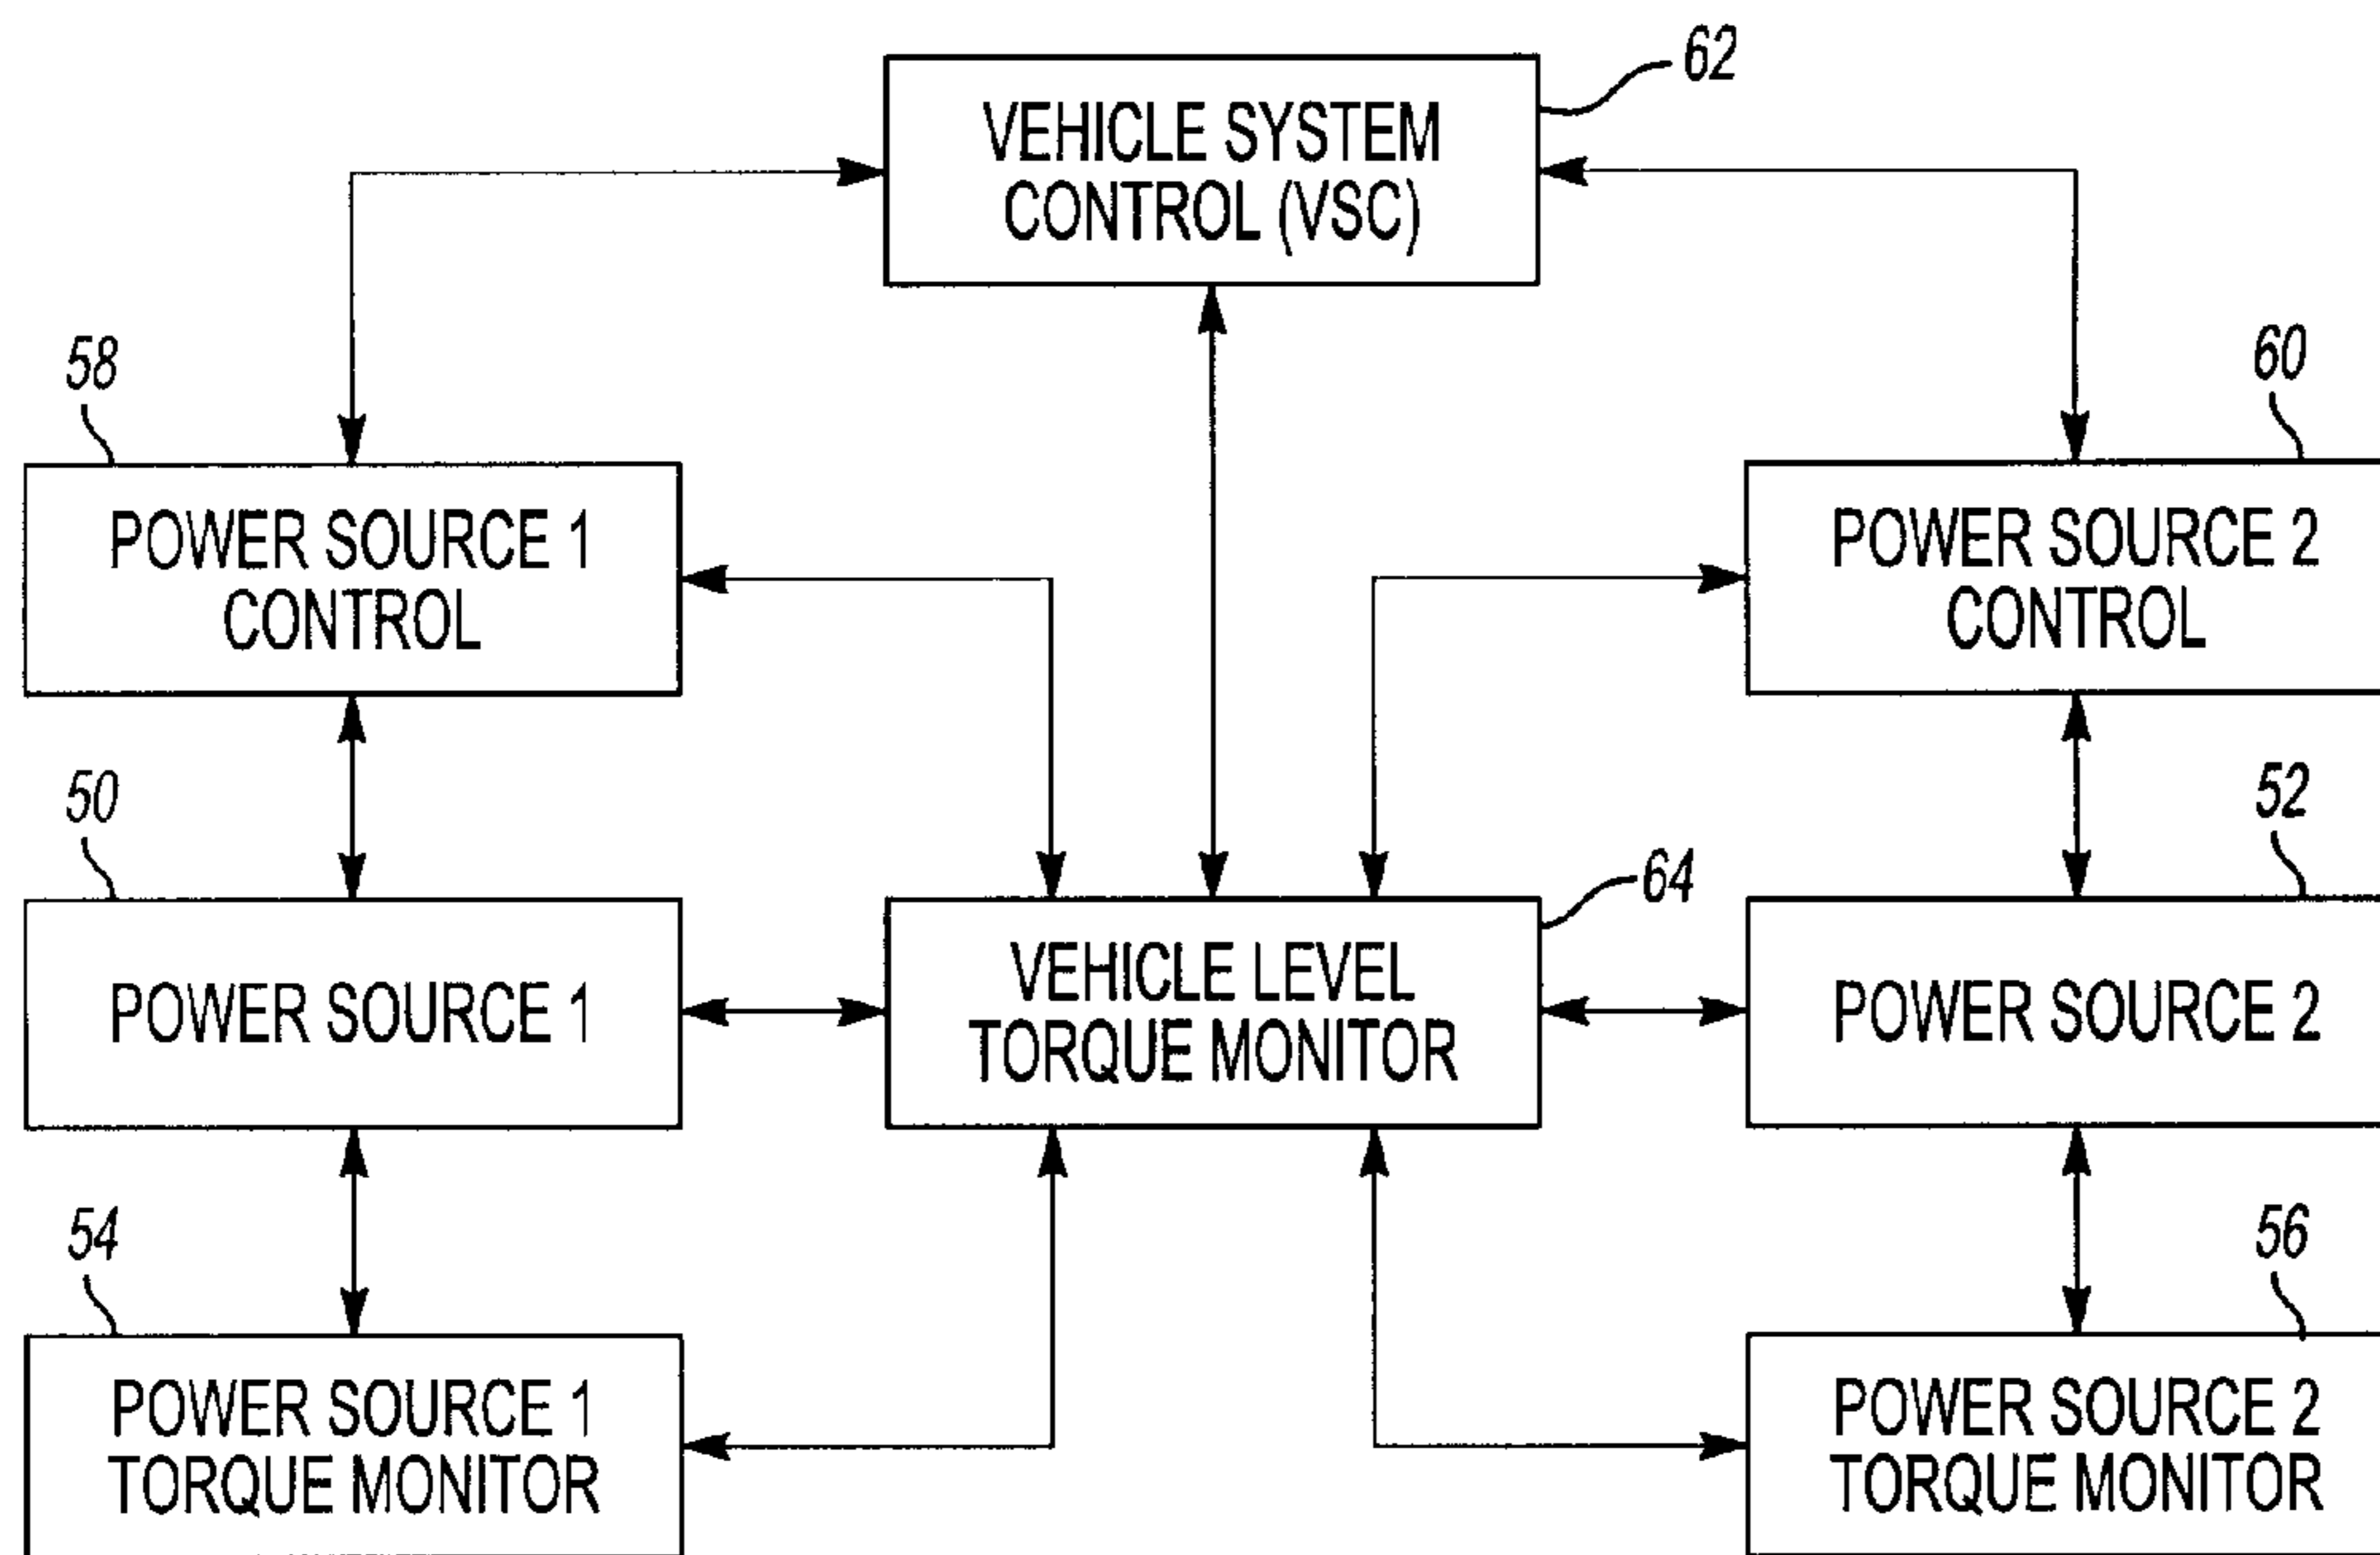 62
VEHICLE SYSTEM
CONTROL (VSC)
58
60
POWER SOURCE 1
CONTROL
POWER SOURCE 2
CONTROL
50
52
64
POWER SOURCE 1
VEHICLE LEVEL
TORQUE MONITOR
POWER SOURCE 2
54
56
POWER SOURCE 1
TORQUE MONITOR
POWER SOURCE 2
TORQUE MONITOR